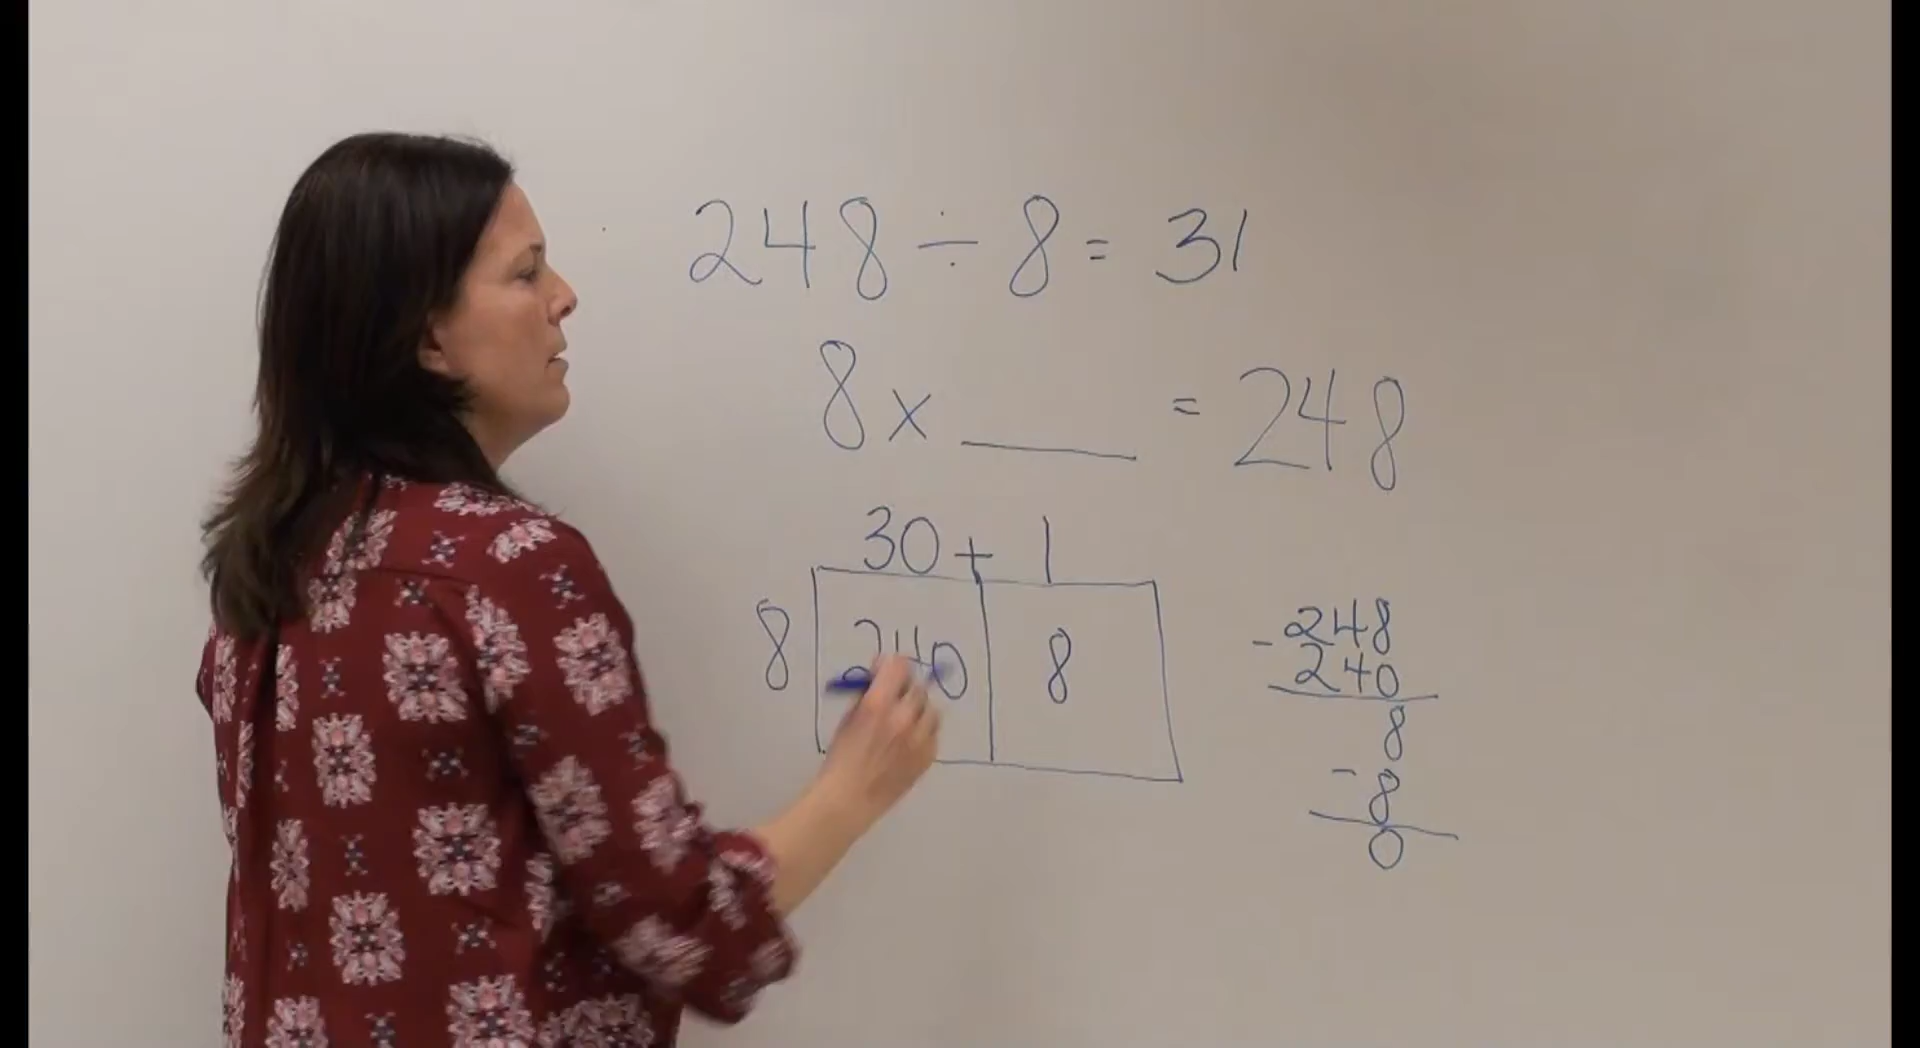 248 ÷ 8 = 31
8 x ____ = 248
30 + 1
8 240 8
- 248
240
8
- 8
0